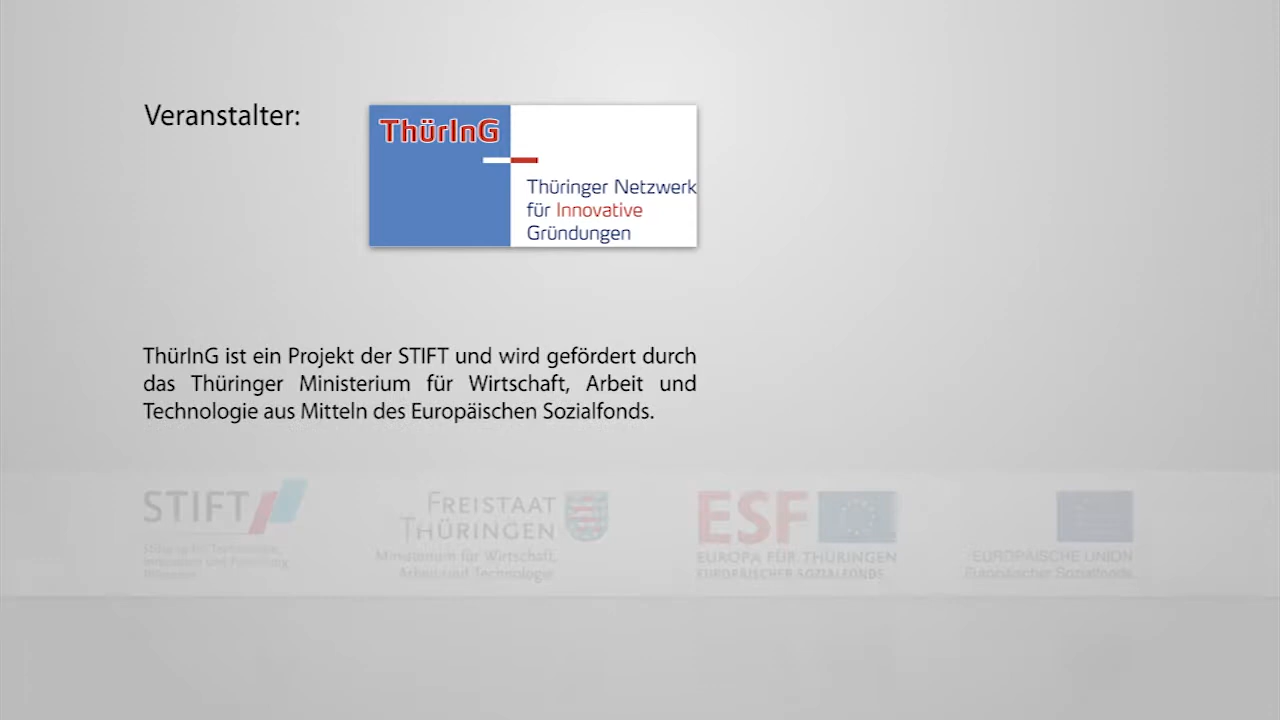 Veranstalter:
ThürInG
Thüringer Netzwerk
für Innovative
Gründungen
ThürInG ist ein Projekt der STIFT und wird gefördert durch
das Thüringer Ministerium für Wirtschaft, Arbeit und
Technologie aus Mitteln des Europäischen Sozialfonds.
STIFT
FREISTAAT
THÜRINGEN
Ministerium für Wirtschaft,
Arbeit und Technologie
ESF
EUROPA FÜR THÜRINGEN
EUROPÄISCHER SOZIALFONDS
EUROPÄISCHE UNION
Europäischer Sozialfonds